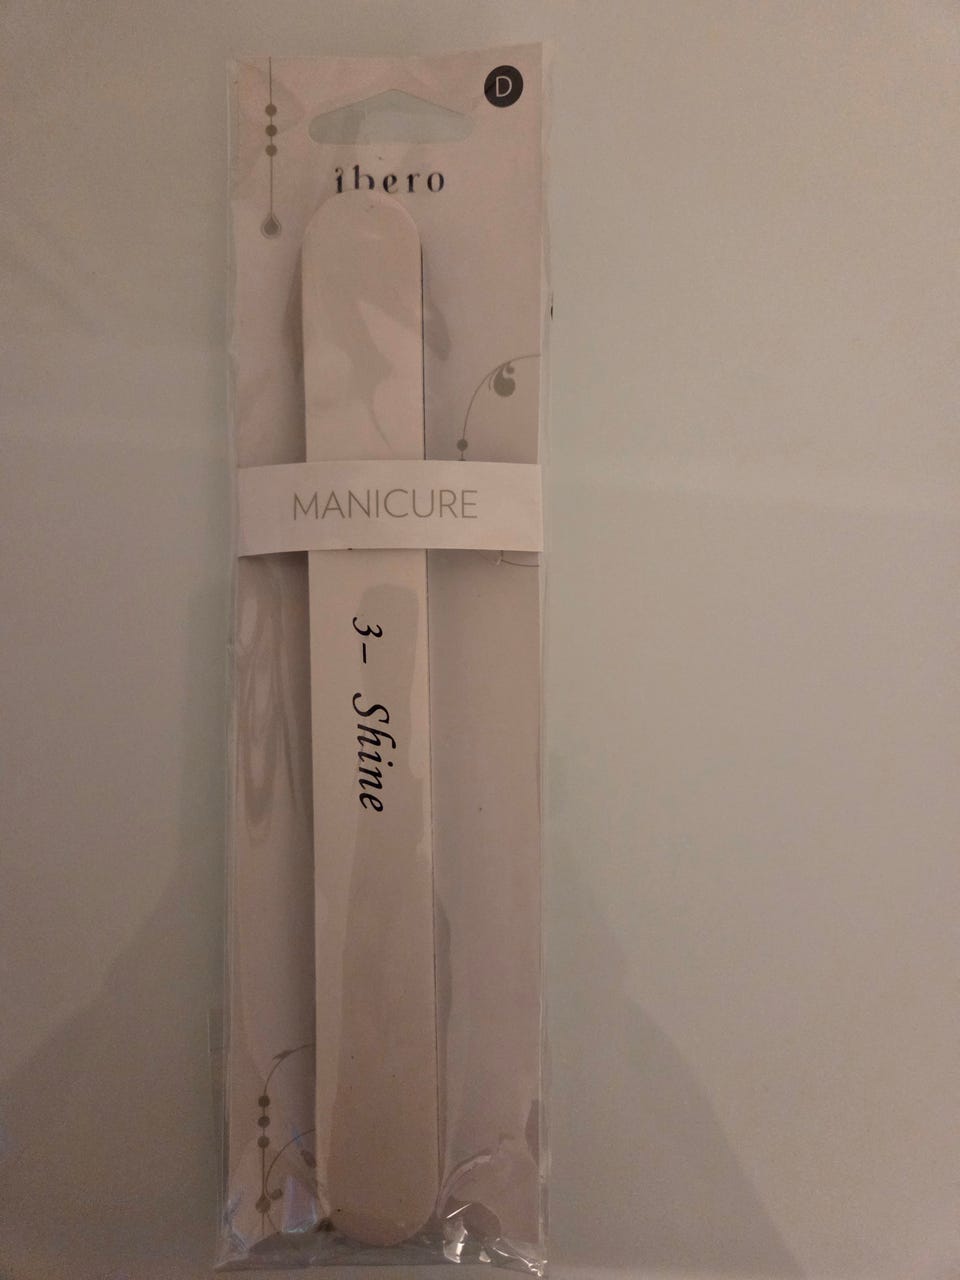 D
ibero
MANICURE
3- Shine